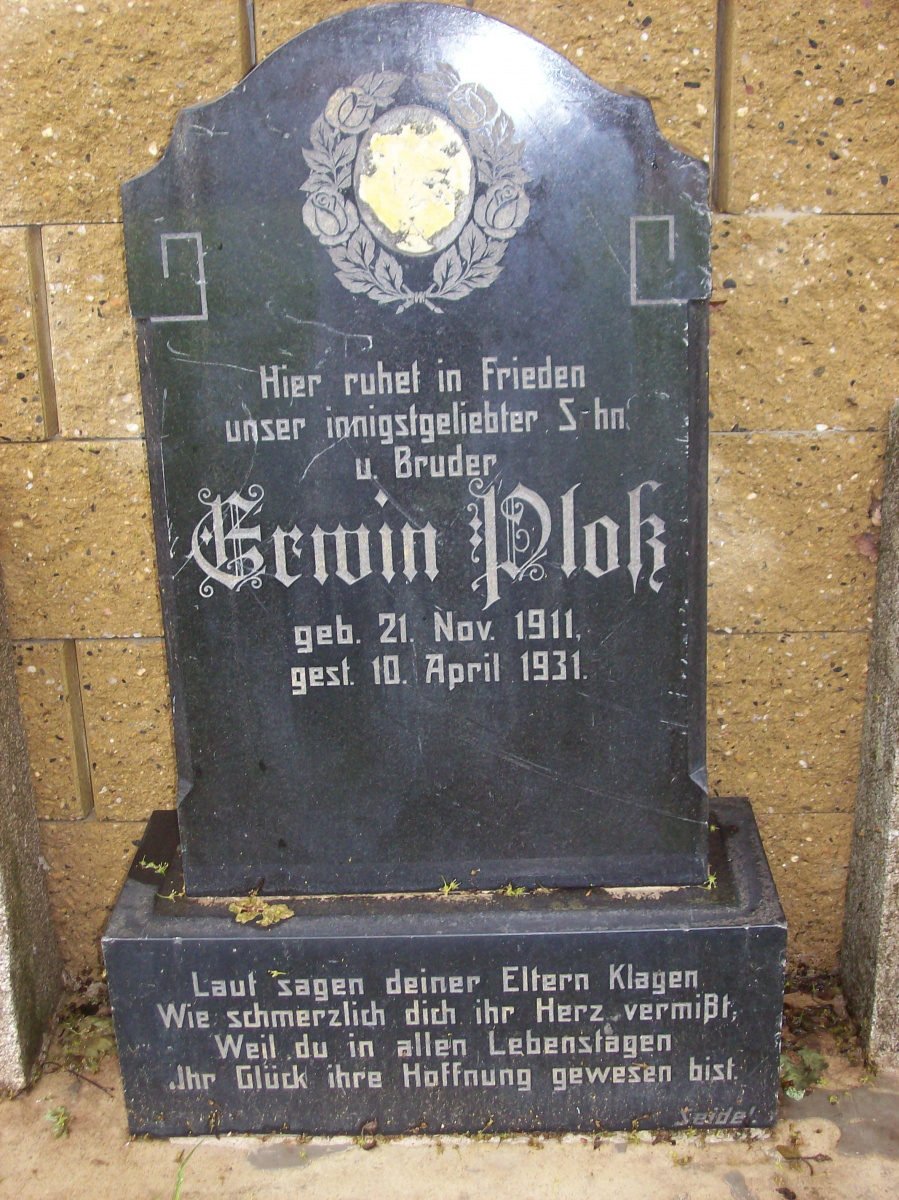 Hier ruhet in Frieden
unser innigstgeliebter Sohn
u. Bruder
Erwin Plok
geb. 21. Nov. 1911,
gest. 10. April 1931.
Laut sagen deiner Eltern Klagen
Wie schmerzlich dich ihr Herz vermißt;
Weil du in allen Lebenstagen
Ihr Glück ihre Hoffnung gewesen bist.
Seidel